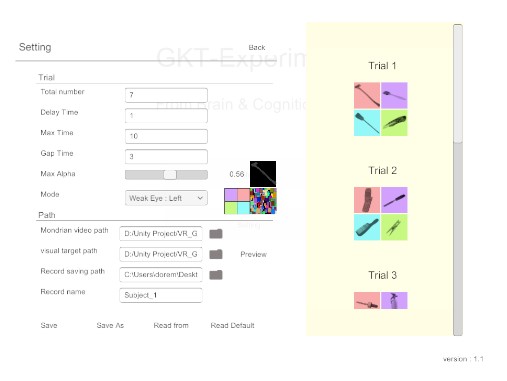 Setting
Back
GKT-Experim
Trial
Total number 7
Brain & Cogniti
Delay Time 1
Max Time 10
Gap Time 3
Max Alpha 0.56
Mode Weak Eye : Left
Path
Mondrian video path D:/Unity Project/VR_G
visual target path D:/Unity Project/VR_G Preview
Record saving path C:\Users\dorem\Deskt
Record name Subject_1
Save Save As Read from Read Default
Trial 1
Trial 2
Trial 3
version : 1.1